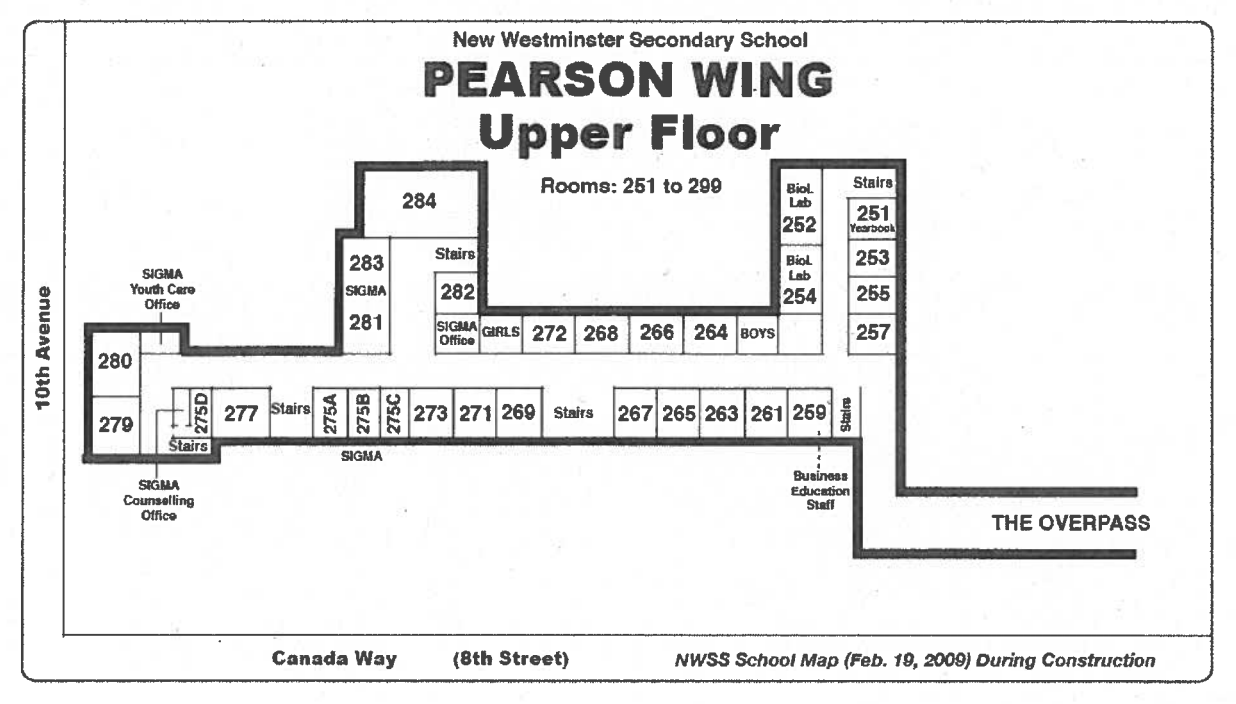 New Westminster Secondary School
PEARSON WING
Upper Floor
Rooms: 251 to 299
284
Biol.
Lab
252
Stairs
251
Yearbook
283
SIGMA
281
Stairs
282
Biol.
Lab
254
253
255
257
SIGMA
Youth Care
Office
SIGMA
Office
GIRLS
272
268
266
264
BOYS
280
279
275D
277
Stairs
275A
275B
275C
273
271
269
Stairs
267
265
263
261
259
Stairs
Stairs
SIGMA
SIGMA
Counselling
Office
Business
Education
Staff
THE OVERPASS
10th Avenue
Canada Way (8th Street)
NWSS School Map (Feb. 19, 2009) During Construction